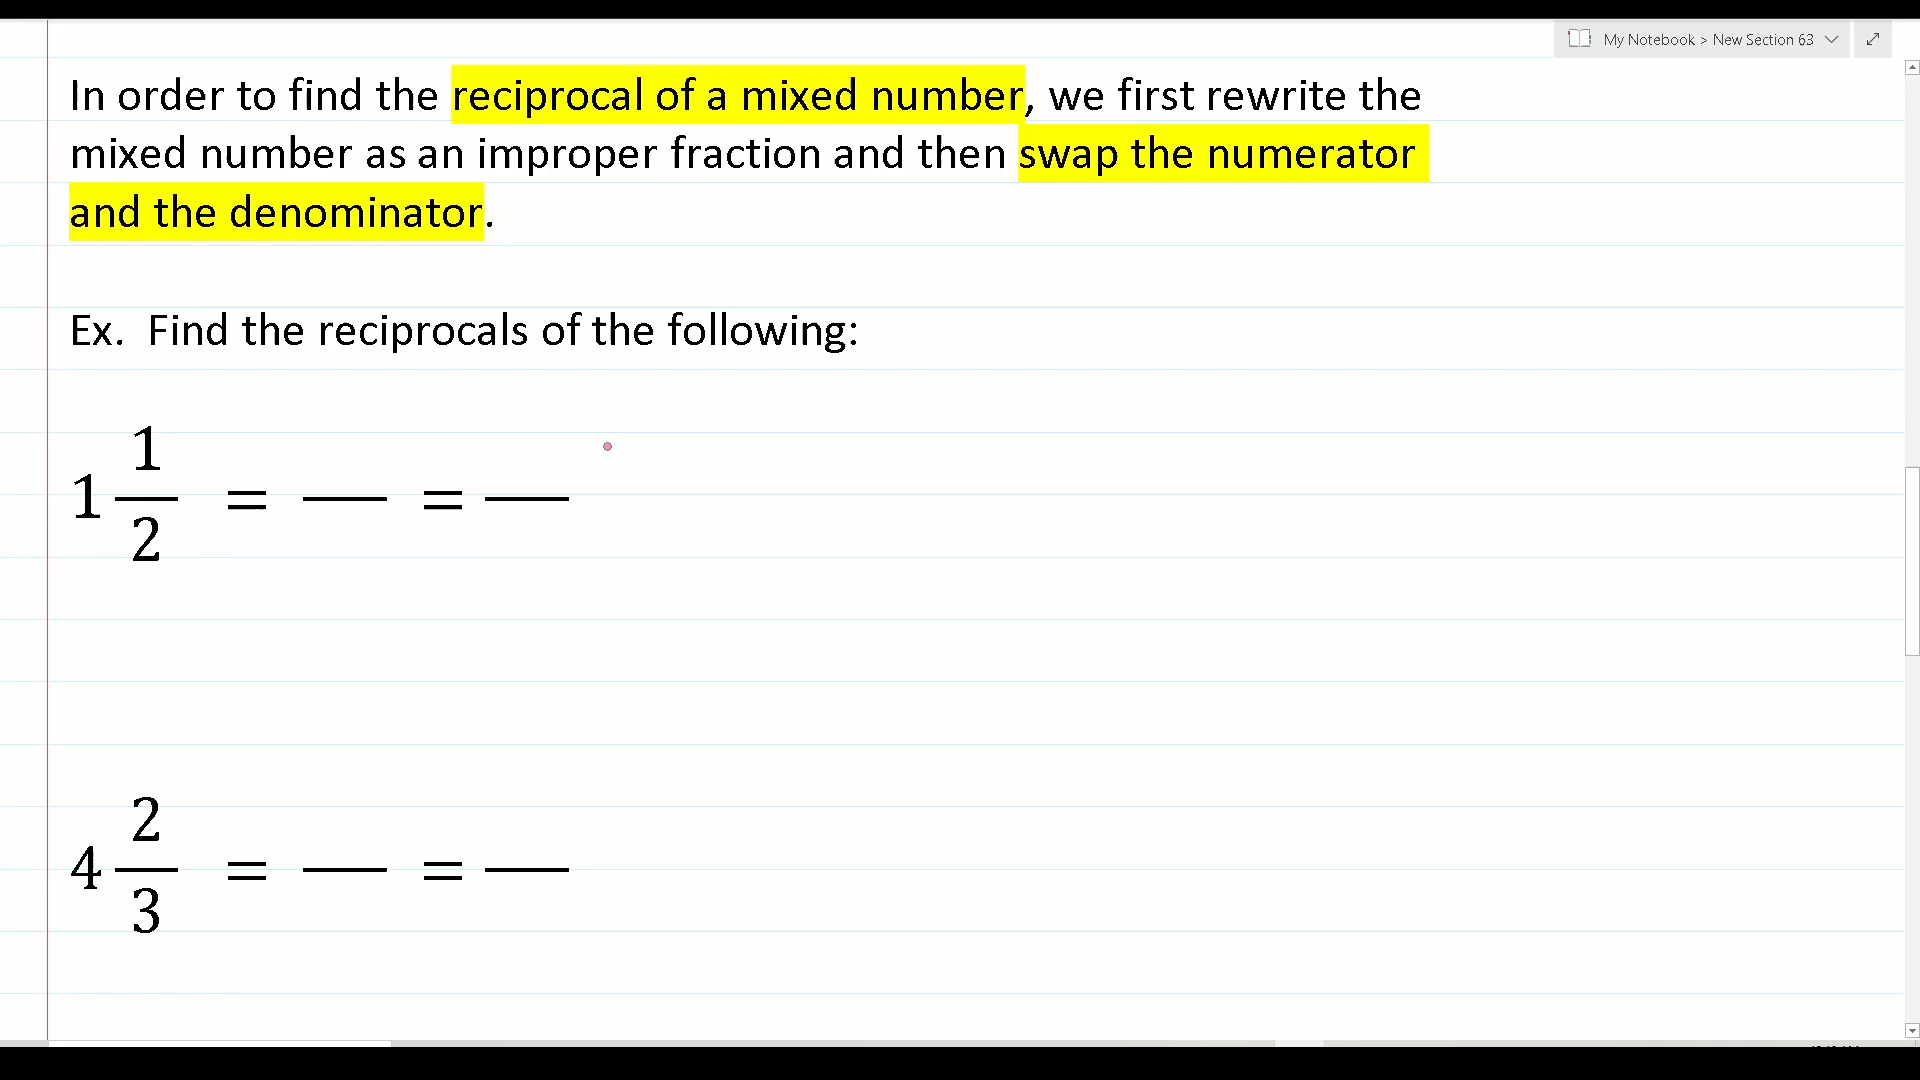 My Notebook > New Section 63
In order to find the reciprocal of a mixed number, we first rewrite the
mixed number as an improper fraction and then swap the numerator
and the denominator.
Ex.  Find the reciprocals of the following:
1 1/2 = — = —
4 2/3 = — = —